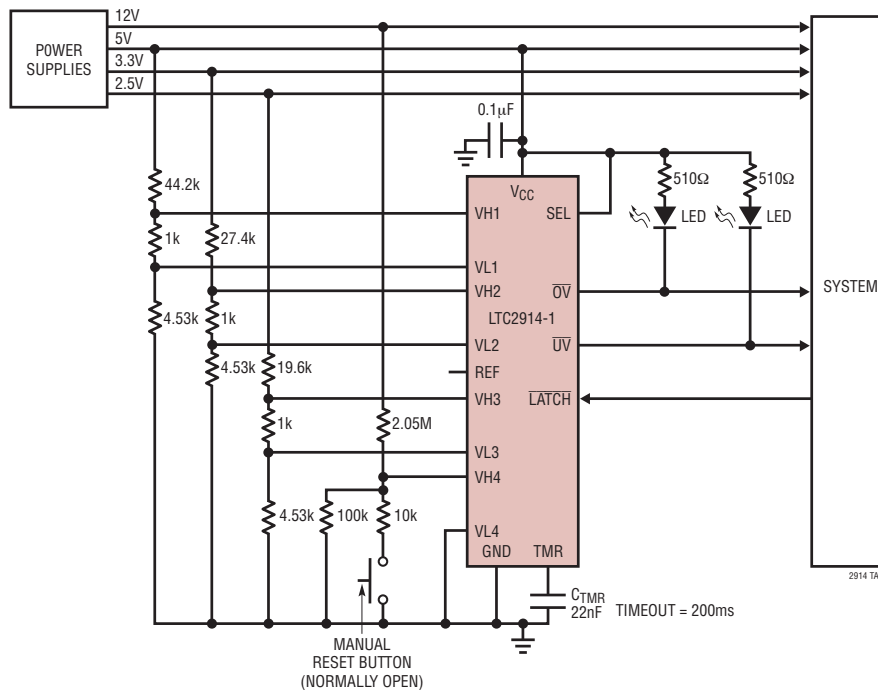 12V
5V
3.3V
2.5V
POWER
SUPPLIES
0.1µF
44.2k
1k
4.53k
27.4k
1k
4.53k
19.6k
1k
4.53k
2.05M
100k
10k
VCC
VH1
SEL
VL1
VH2
OV
LTC2914-1
VL2
UV
REF
VH3
LATCH
VL3
VH4
VL4
GND
TMR
510Ω
510Ω
LED
LED
SYSTEM
CTMR
22nF
TIMEOUT = 200ms
MANUAL
RESET BUTTON
(NORMALLY OPEN)
2914 TA